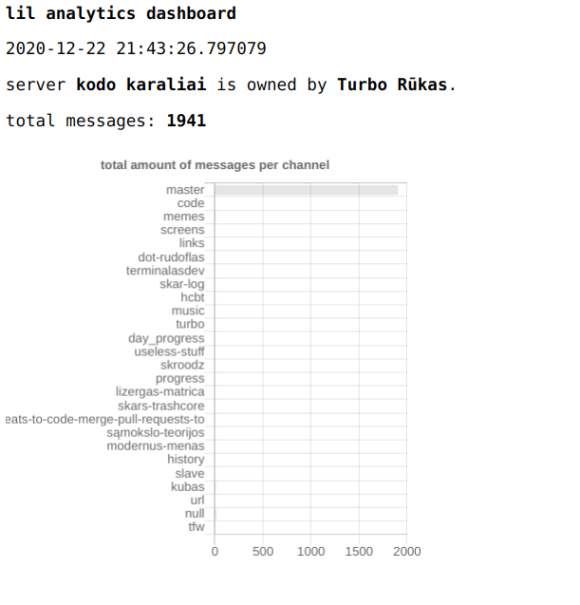 lil analytics dashboard
2020-12-22 21:43:26.797079
server kodo karaliai is owned by Turbo Rūkas.
total messages: 1941
total amount of messages per channel
master
code
memes
screens
links
dot-rudoflas
terminalasdev
skar-log
hcbt
music
turbo
day_progress
useless-stuff
skroodz
progress
lizergas-matrica
skars-trashcore
eats-to-code-merge-pull-requests-to
sąmokslo-teorijos
modernus-menas
history
slave
kubas
url
null
tfw
0 500 1000 1500 2000